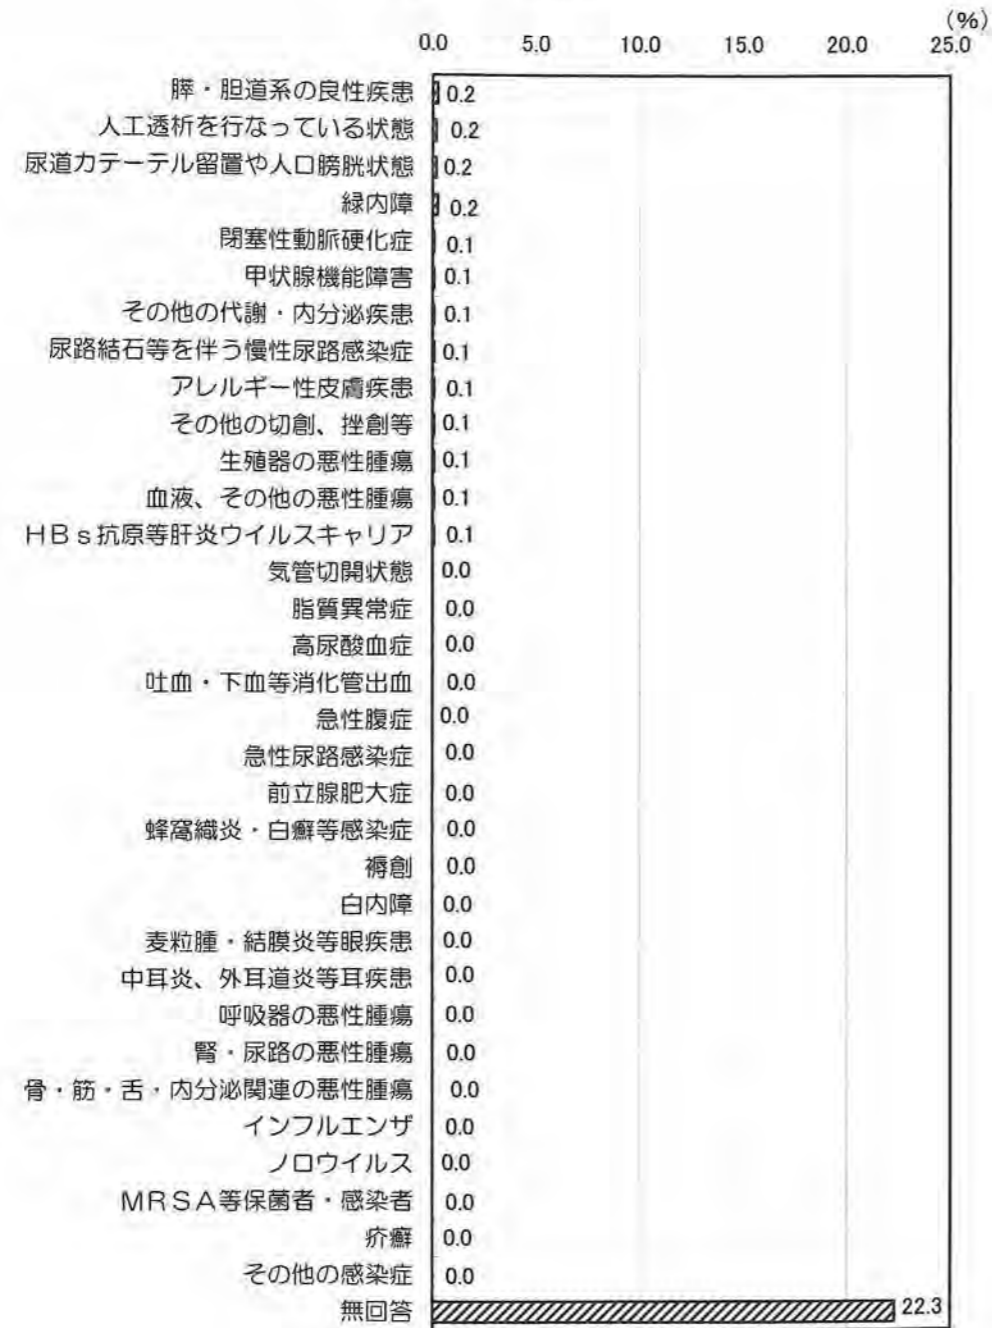 (%)
0.0 5.0 10.0 15.0 20.0 25.0
膵・胆道系の良性疾患 0.2
人工透析を行なっている状態 0.2
尿道カテーテル留置や人口膀胱状態 0.2
緑内障 0.2
閉塞性動脈硬化症 0.1
甲状腺機能障害 0.1
その他の代謝・内分泌疾患 0.1
尿路結石等を伴う慢性尿路感染症 0.1
アレルギー性皮膚疾患 0.1
その他の切創、挫創等 0.1
生殖器の悪性腫瘍 0.1
血液、その他の悪性腫瘍 0.1
HBs抗原等肝炎ウイルスキャリア 0.1
気管切開状態 0.0
脂質異常症 0.0
高尿酸血症 0.0
吐血・下血等消化管出血 0.0
急性腹症 0.0
急性尿路感染症 0.0
前立腺肥大症 0.0
蜂窩織炎・白癬等感染症 0.0
褥創 0.0
白内障 0.0
麦粒腫・結膜炎等眼疾患 0.0
中耳炎、外耳道炎等耳疾患 0.0
呼吸器の悪性腫瘍 0.0
腎・尿路の悪性腫瘍 0.0
骨・筋・舌・内分泌関連の悪性腫瘍 0.0
インフルエンザ 0.0
ノロウイルス 0.0
MRSA等保菌者・感染者 0.0
疥癬 0.0
その他の感染症 0.0
無回答 22.3